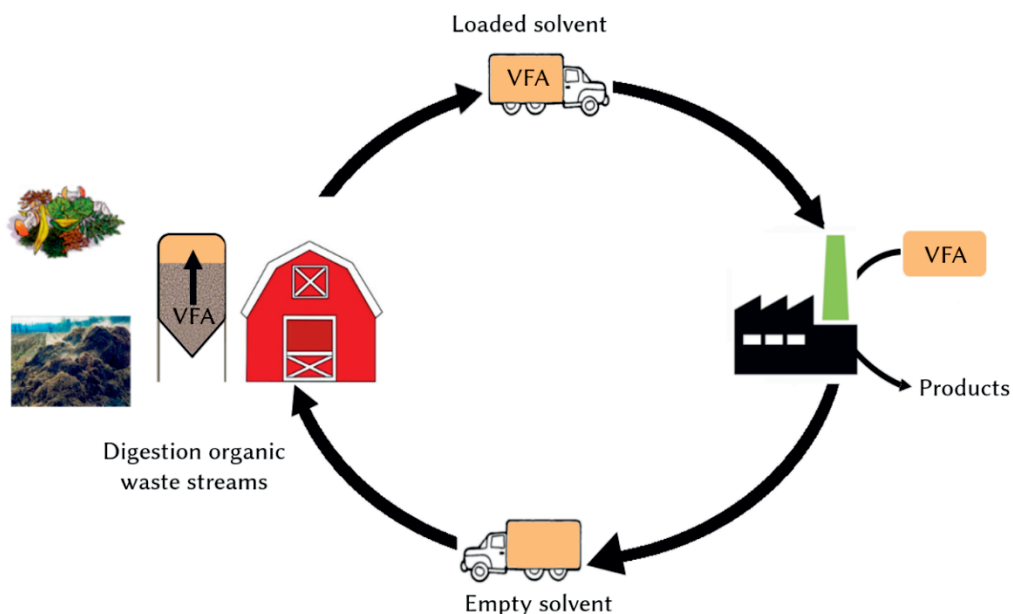 Loaded solvent
VFA
VFA
VFA
Products
Digestion organic
waste streams
Empty solvent